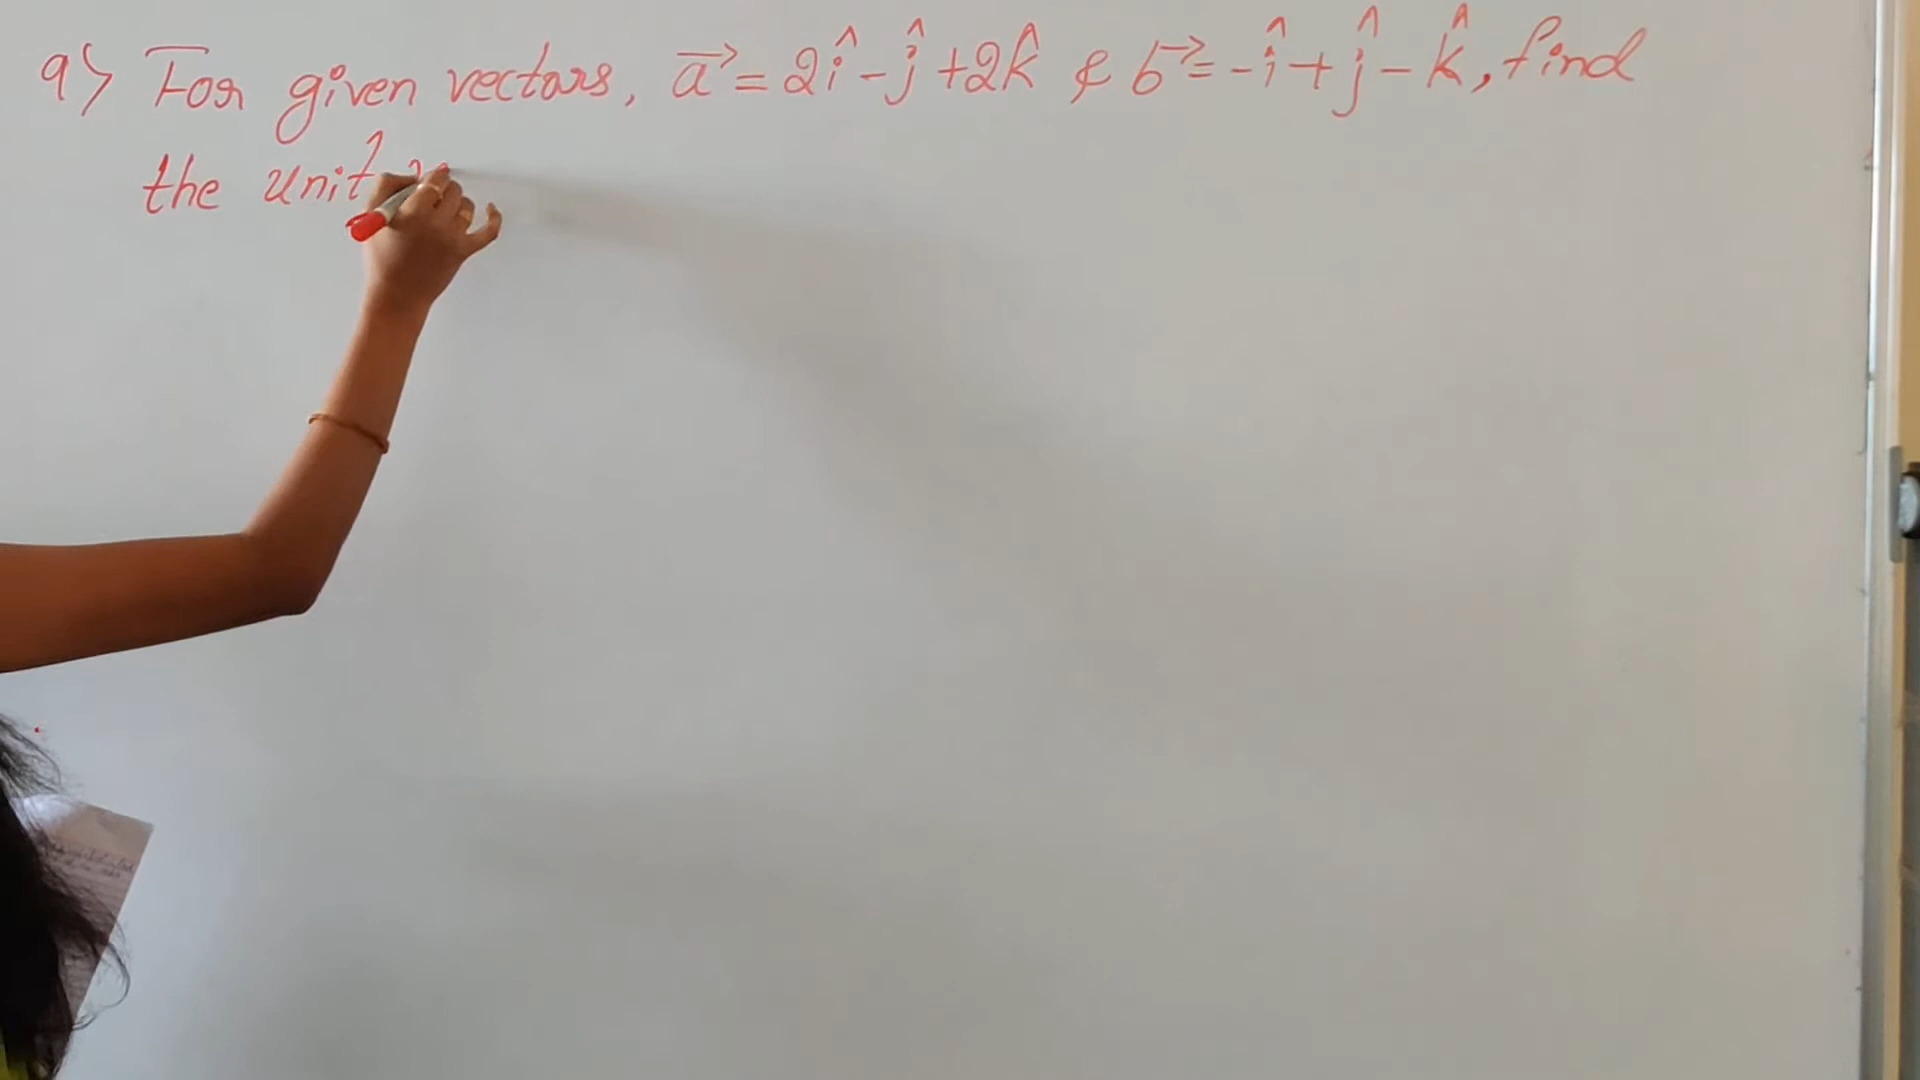 9> For given vectors, a→ = 2î - ĵ + 2k̂ & b→ = -î + ĵ - k̂, find
the unit